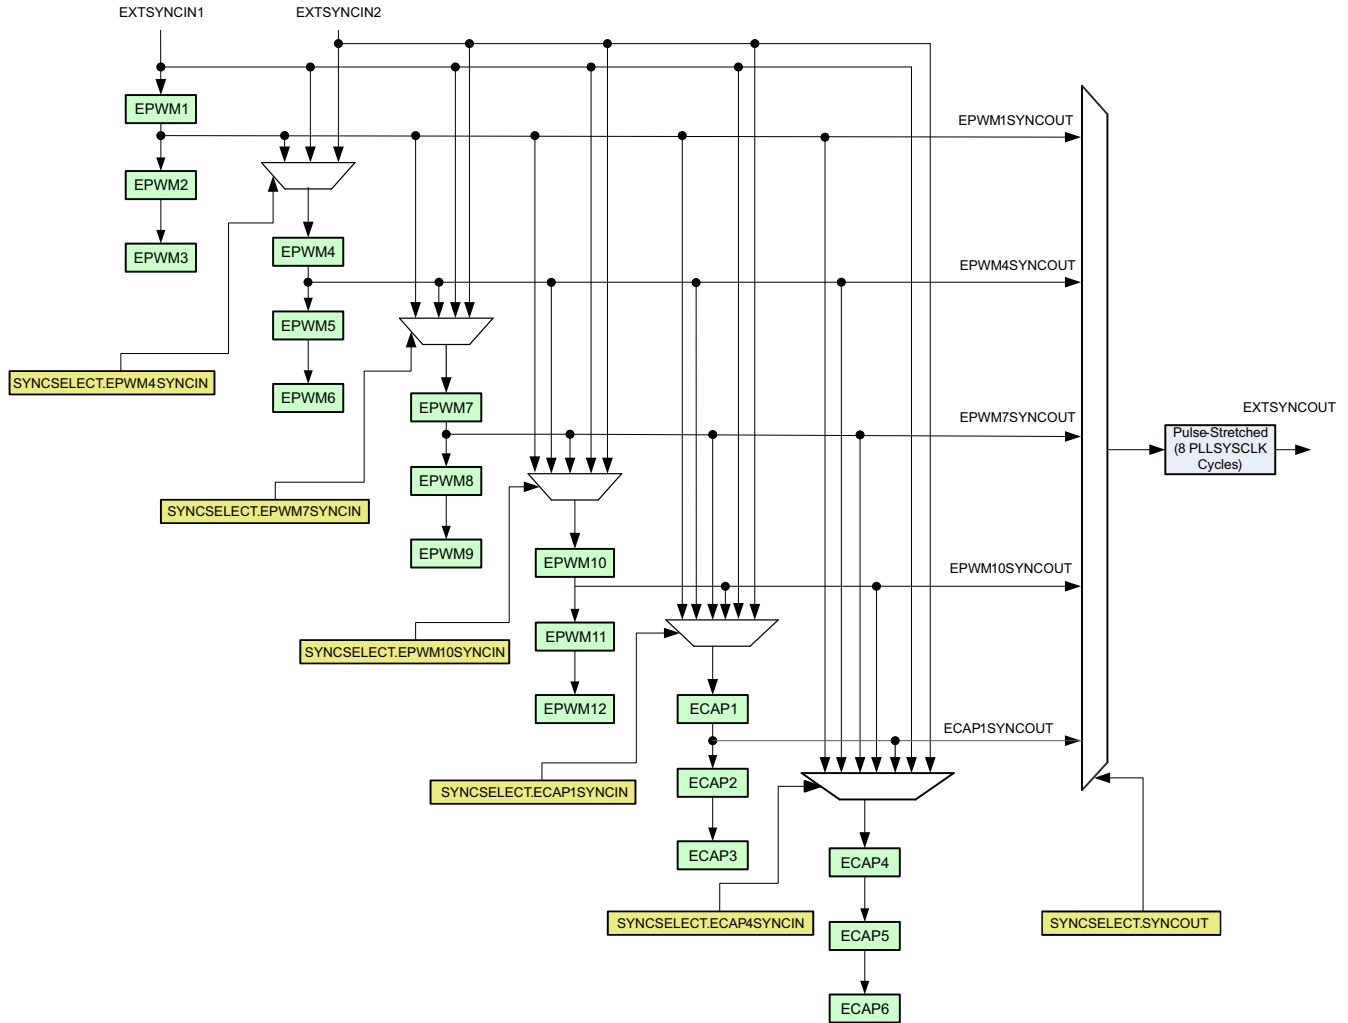 EXTSYNCIN1
EXTSYNCIN2
EPWM1
EPWM1SYNCOUT
EPWM2
EPWM3
EPWM4
EPWM4SYNCOUT
EPWM5
SYNCSELECT.EPWM4SYNCIN
EPWM6
EPWM7
EPWM7SYNCOUT
EXTSYNCOUT
Pulse-Stretched
(8 PLLSYSCLK
Cycles)
EPWM8
SYNCSELECT.EPWM7SYNCIN
EPWM9
EPWM10
EPWM10SYNCOUT
EPWM11
SYNCSELECT.EPWM10SYNCIN
EPWM12
ECAP1
ECAP1SYNCOUT
ECAP2
SYNCSELECT.ECAP1SYNCIN
ECAP3
ECAP4
SYNCSELECT.ECAP4SYNCIN
SYNCSELECT.SYNCOUT
ECAP5
ECAP6